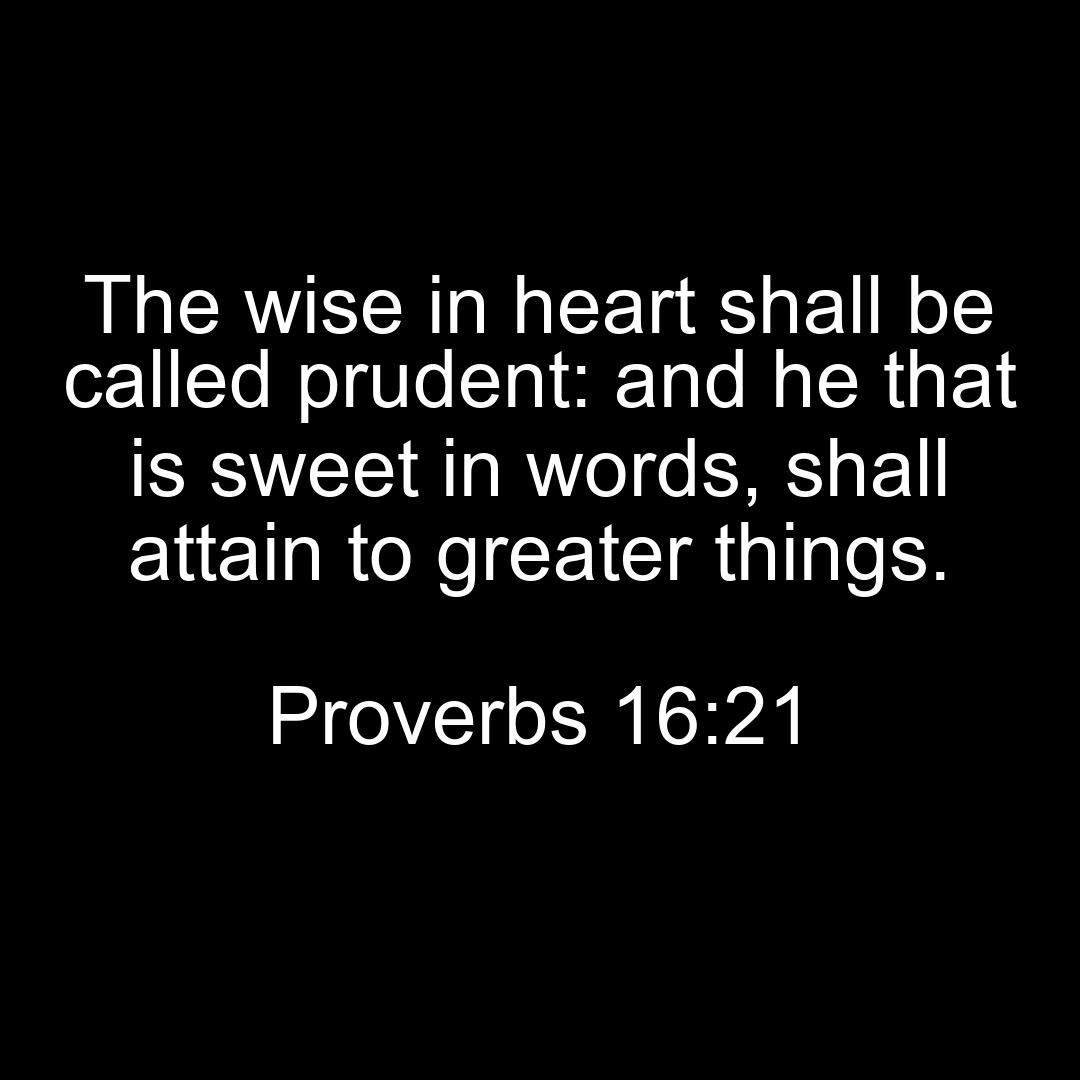 The wise in heart shall be
called prudent: and he that
is sweet in words, shall
attain to greater things.
Proverbs 16:21